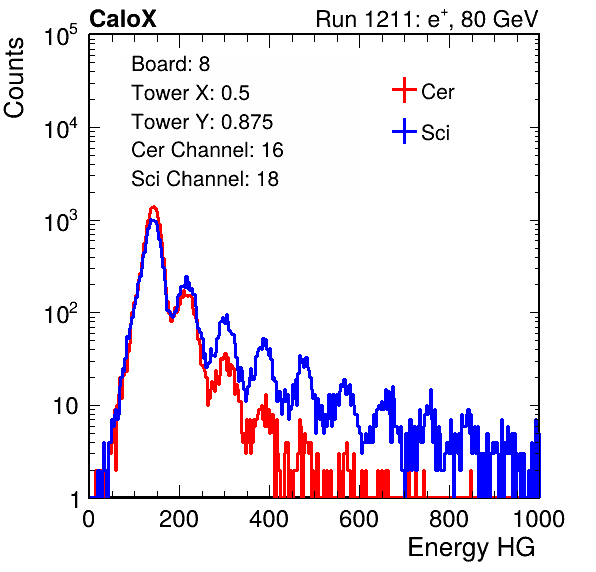 CaloX Run 1211: e⁺, 80 GeV
Counts
Board: 8
Tower X: 0.5
Tower Y: 0.875
Cer Channel: 16
Sci Channel: 18
Cer
Sci
10⁵
10⁴
10³
10²
10
1
0 200 400 600 800 1000
Energy HG